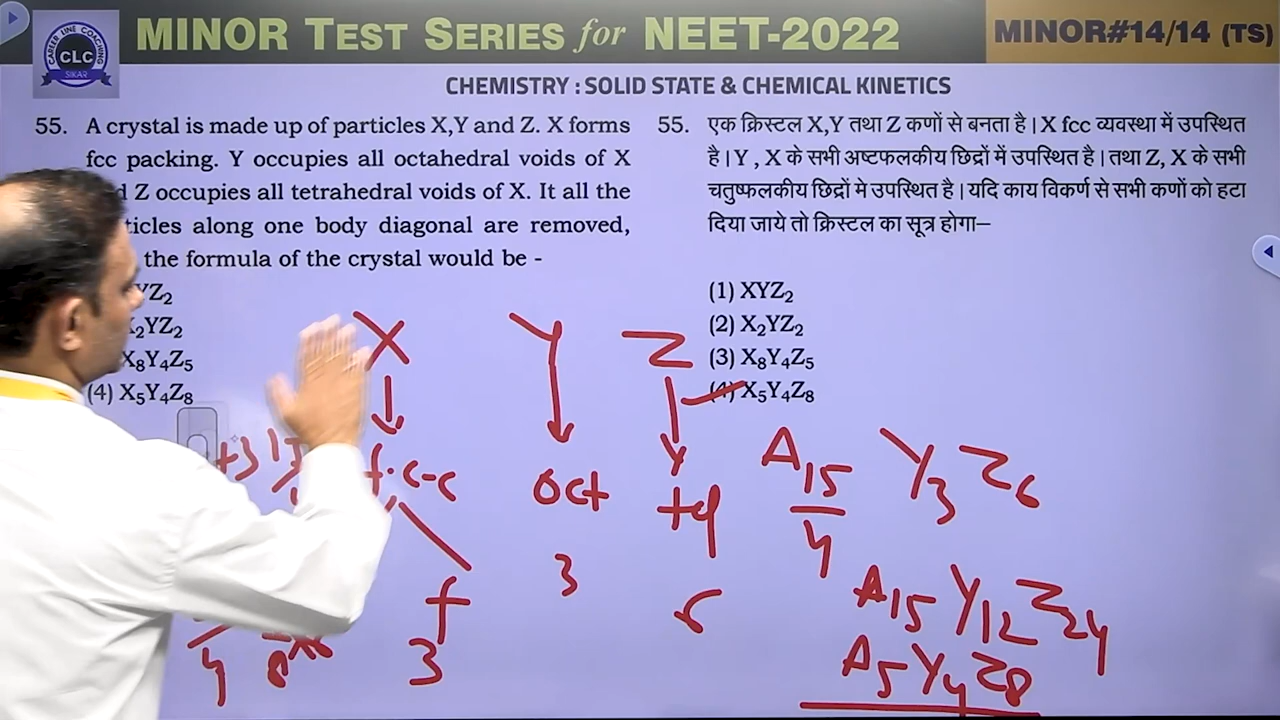 MINOR TEST SERIES for NEET-2022
MINOR#14/14 (TS)
CAREER LINE COACHING
CLC
SIKAR
CHEMISTRY : SOLID STATE & CHEMICAL KINETICS
55. A crystal is made up of particles X,Y and Z. X forms
fcc packing. Y occupies all octahedral voids of X
Z occupies all tetrahedral voids of X. It all the
along one body diagonal are removed,
the formula of the crystal would be -
X₂YZ₂
X₈Y₄Z₅
(4) X₅Y₄Z₈
55. एक क्रिस्टल X,Y तथा Z कणों से बनता है। X fcc व्यवस्था में उपस्थित
है। Y , X के सभी अष्टफलकीय छिद्रों में उपस्थित है। तथा Z, X के सभी
चतुष्फलकीय छिद्रों मे उपस्थित है। यदि काय विकर्ण से सभी कणों को हटा
दिया जाये तो क्रिस्टल का सूत्र होगा–
(1) XYZ₂
(2) X₂YZ₂
(3) X₈Y₄Z₅
(4) X₅Y₄Z₈
X Y Z
f.c-c oct
f 3
3
A15/4 Y3 Z6
A15 Y12 Z24
A5 Y4 Z8